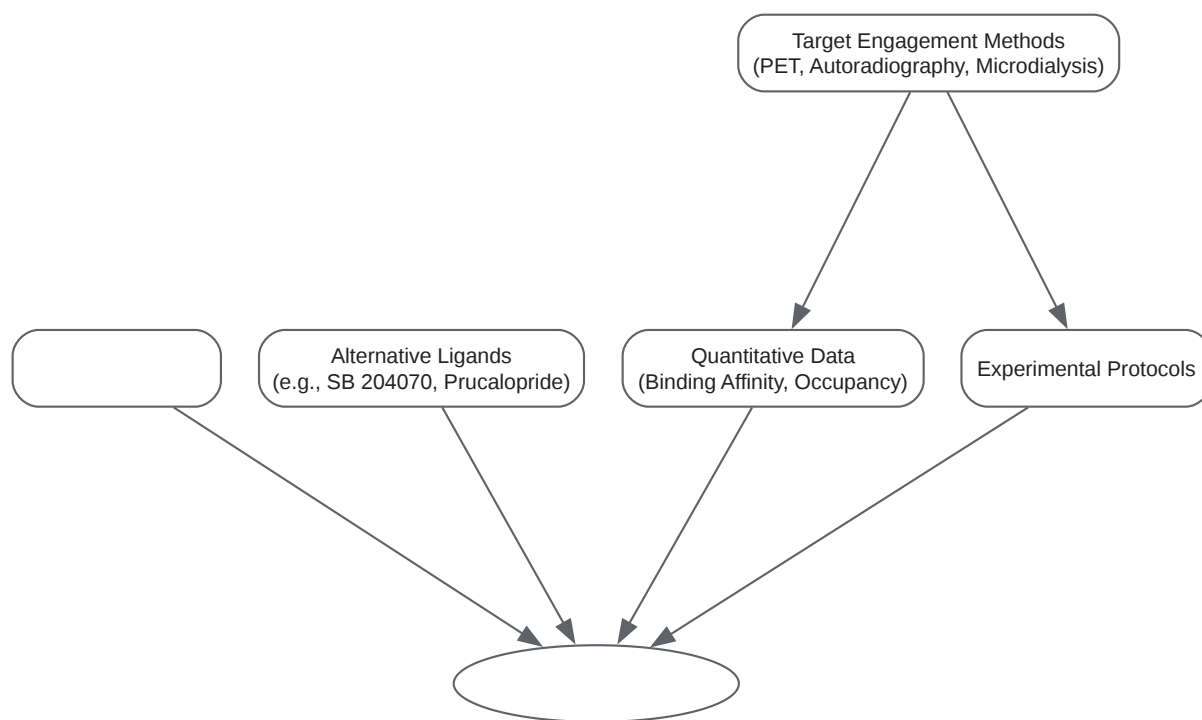 Target Engagement Methods
(PET, Autoradiography, Microdialysis)
Alternative Ligands
(e.g., SB 204070, Prucalopride)
Quantitative Data
(Binding Affinity, Occupancy)
Experimental Protocols